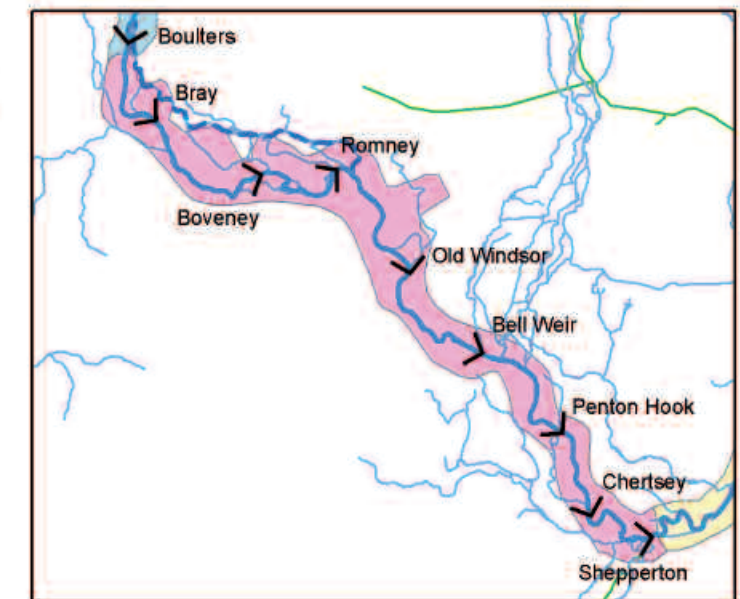 Boulters
Bray
Romney
Boveney
Old Windsor
Bell Weir
Penton Hook
Chertsey
Shepperton